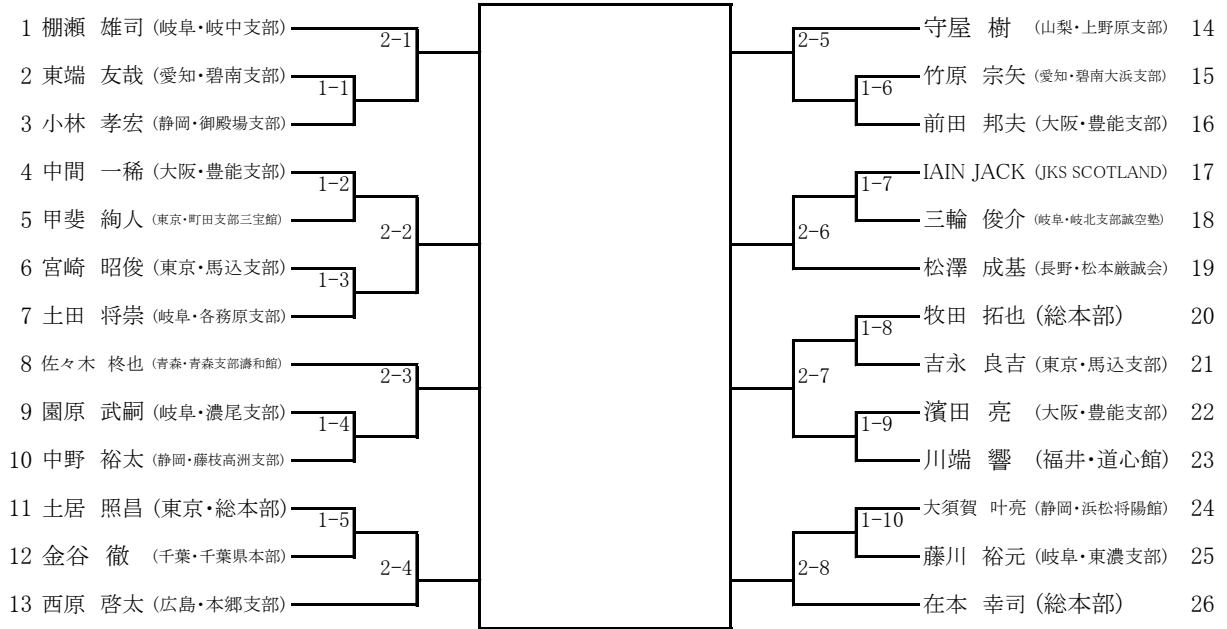 1 棚瀬 雄司 (岐阜・岐中支部)
2-1
2 東端 友哉 (愛知・碧南支部)
1-1
3 小林 孝宏 (静岡・御殿場支部)
4 中間 一稀 (大阪・豊能支部)
1-2
5 甲斐 絢人 (東京・町田支部三宝館)
2-2
6 宮崎 昭俊 (東京・馬込支部)
1-3
7 土田 将崇 (岐阜・各務原支部)
8 佐々木 柊也 (青森・青森支部濤和館)
2-3
9 園原 武嗣 (岐阜・濃尾支部)
1-4
10 中野 裕太 (静岡・藤枝高洲支部)
11 土居 照昌 (東京・総本部)
1-5
12 金谷 徹 (千葉・千葉県本部)
2-4
13 西原 啓太 (広島・本郷支部)
守屋 樹 (山梨・上野原支部) 14
2-5
竹原 宗矢 (愛知・碧南大浜支部) 15
1-6
前田 邦夫 (大阪・豊能支部) 16
IAIN JACK (JKS SCOTLAND) 17
1-7
三輪 俊介 (岐阜・岐北支部誠空塾) 18
2-6
松澤 成基 (長野・松本厳誠会) 19
牧田 拓也 (総本部) 20
1-8
吉永 良吉 (東京・馬込支部) 21
2-7
濱田 亮 (大阪・豊能支部) 22
1-9
川端 響 (福井・道心館) 23
大須賀 叶亮 (静岡・浜松将陽館) 24
1-10
藤川 裕元 (岐阜・東濃支部) 25
2-8
在本 幸司 (総本部) 26